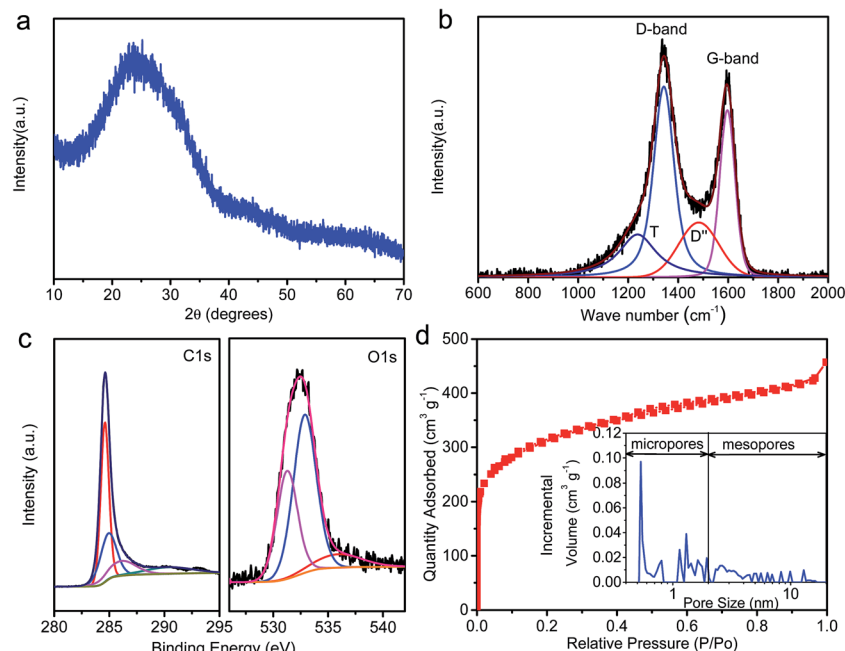 a
Intensity(a.u.)
10 20 30 40 50 60 70
2θ (degrees)
b
D-band
G-band
T
D"
Intensity(a.u.)
600 800 1000 1200 1400 1600 1800 2000
Wave number (cm⁻¹)
c
C1s
O1s
Intensity (a.u.)
280 285 290 295
530 535 540
Binding Energy (eV)
d
Quantity Adsorbed (cm³ g⁻¹)
500
400
300
200
100
0
0.0 0.2 0.4 0.6 0.8 1.0
Relative Pressure (P/Po)
micropores
mesopores
Incremental
Volume (cm³ g⁻¹)
0.12
0.10
0.08
0.06
0.04
0.02
0.00
1 10
Pore Size (nm)